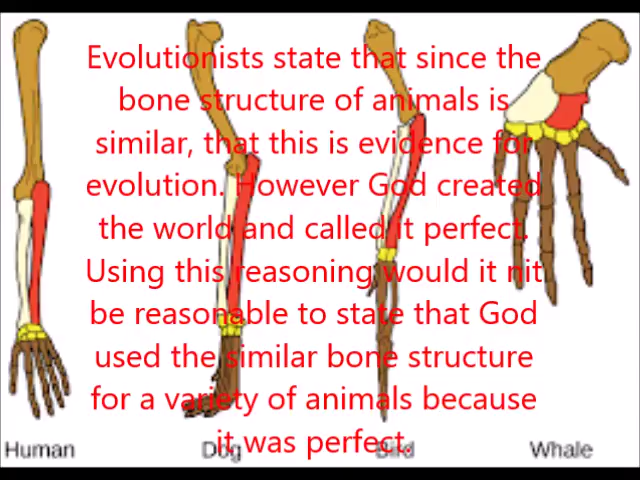 Evolutionists state that since the
bone structure of animals is
similar, that this is evidence for
evolution. However God created
the world and called it perfect.
Using this reasoning would it nit
be reasonable to state that God
used the similar bone structure
for a variety of animals because
it was perfect.
Human Dog Bird Whale